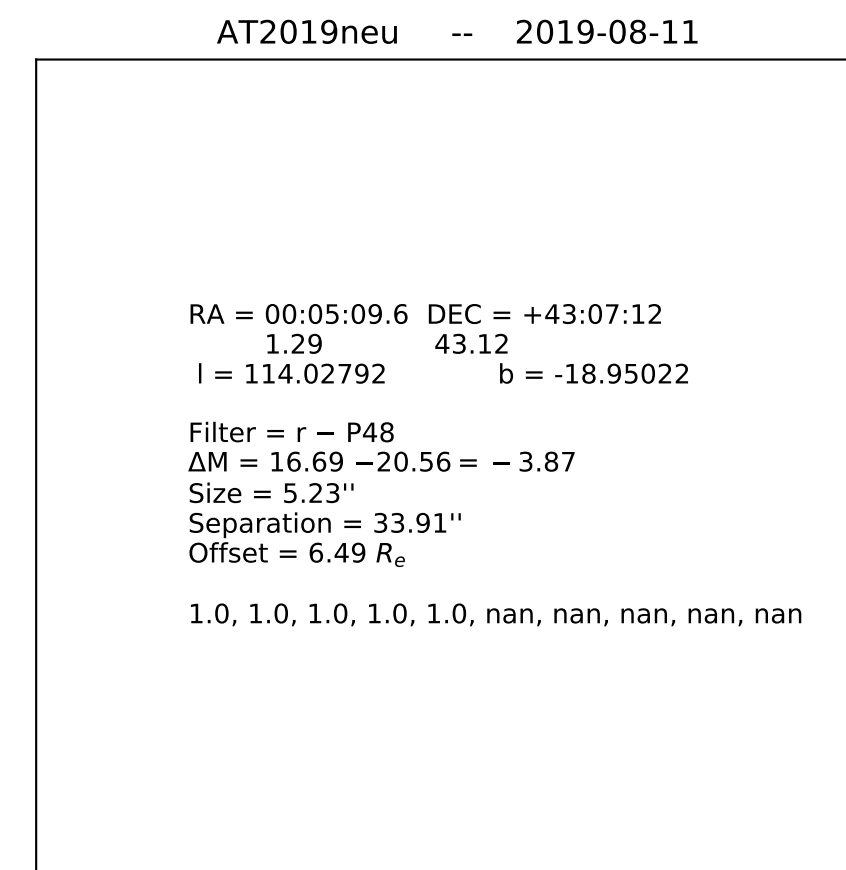 AT2019neu -- 2019-08-11
RA = 00:05:09.6 DEC = +43:07:12
1.29 43.12
l = 114.02792 b = -18.95022
Filter = r − P48
ΔM = 16.69 −20.56 = − 3.87
Size = 5.23''
Separation = 33.91''
Offset = 6.49 Rₑ
1.0, 1.0, 1.0, 1.0, 1.0, nan, nan, nan, nan, nan